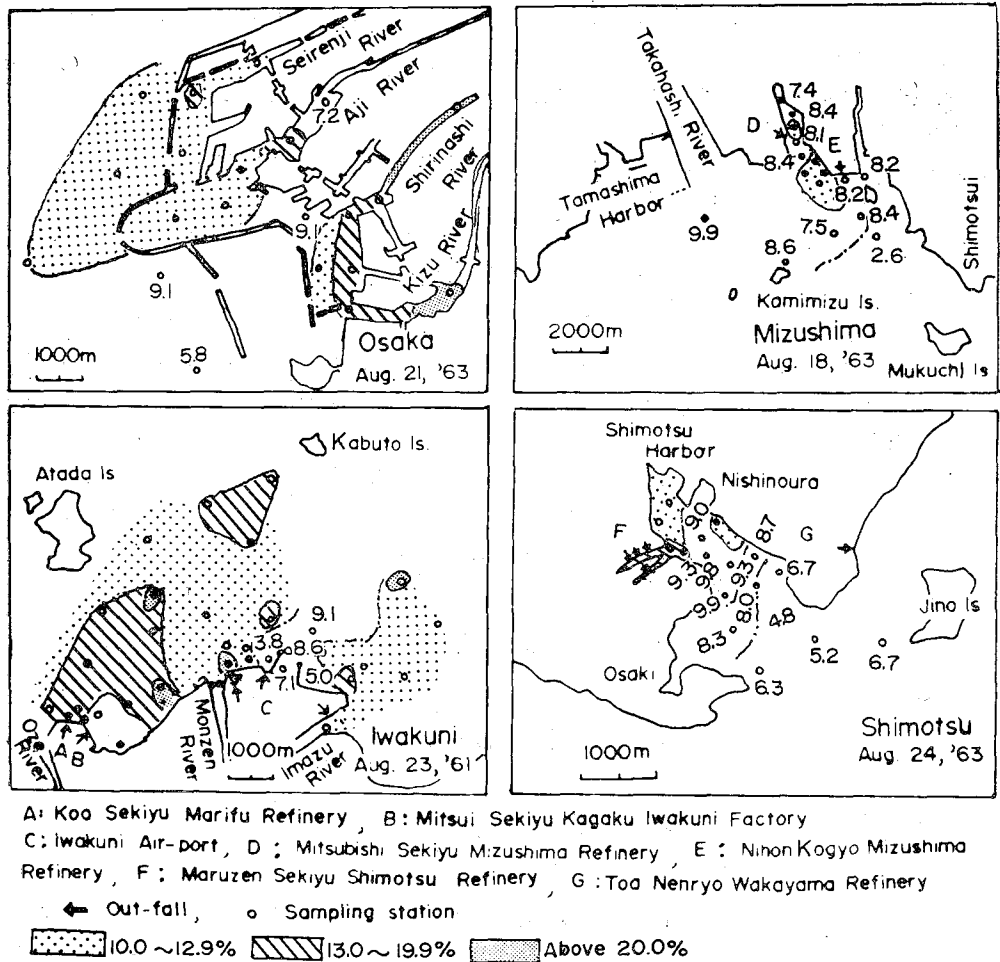 Seirenji River
Aji River
7.2
Shirinashi River
Kizu River
9.1
9.1
5.8
1000m
Osaka
Aug. 21, '63
Takahashi River
Tamashima
Harbor
D
E
7.4
8.4
8.1
8.4
8.2
8.2
8.4
7.5
2.6
9.9
8.6
Kamimizu Is.
Shimotsui
2000m
Mizushima
Aug. 18, '63
Mukuchi Is
Kabuto Is.
Atada Is
9.1
3.8
8.6
7.1
5.0
C
A B
Monzen
River
Imazu
River
River
1000m
Iwakuni
Aug. 23, '61
Shimotsu
Harbor
Nishinoura
F
G
9.0
8.7
9.3
9.8
9.3
6.7
9.9
8.0
4.8
8.3
5.2
6.7
6.3
Jino Is
Osaki
1000m
Shimotsu
Aug. 24, '63
A: Koa Sekiyu Marifu Refinery , B: Mitsui Sekiyu Kagaku Iwakuni Factory
C: Iwakuni Air-port, D: Mitsubishi Sekiyu Mizushima Refinery , E: Nihon Kogyo Mizushima
Refinery , F: Maruzen Sekiyu Shimotsu Refinery , G: Toa Nenryo Wakayama Refinery
Out-fall, Sampling station
10.0~12.9% 13.0~19.9% Above 20.0%